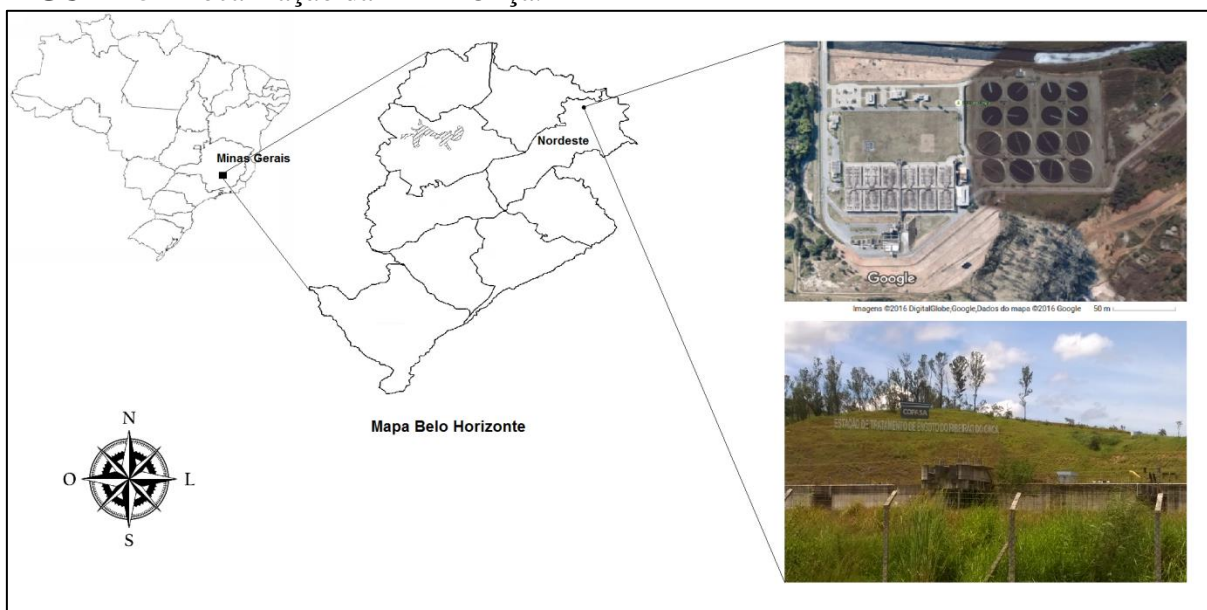 Minas Gerais
Nordeste
Mapa Belo Horizonte
N
O
L
S
Google
Imagens ©2016 DigitalGlobe,Google,Dados do mapa ©2016 Google 50 m
COPASA
ESTAÇÃO DE TRATAMENTO DE ESGOTO DO RIBEIRÃO DO ONÇA